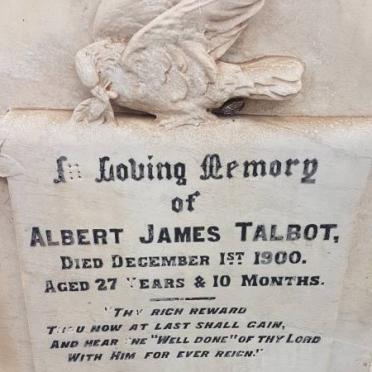 In Loving Memory
of
ALBERT JAMES TALBOT,
DIED DECEMBER 1ST 1900.
AGED 27 YEARS & 10 MONTHS.
"THY RICH REWARD
THOU NOW AT LAST SHALL GAIN,
AND HEAR THE "WELL DONE" OF THY LORD
WITH HIM FOR EVER REIGN."